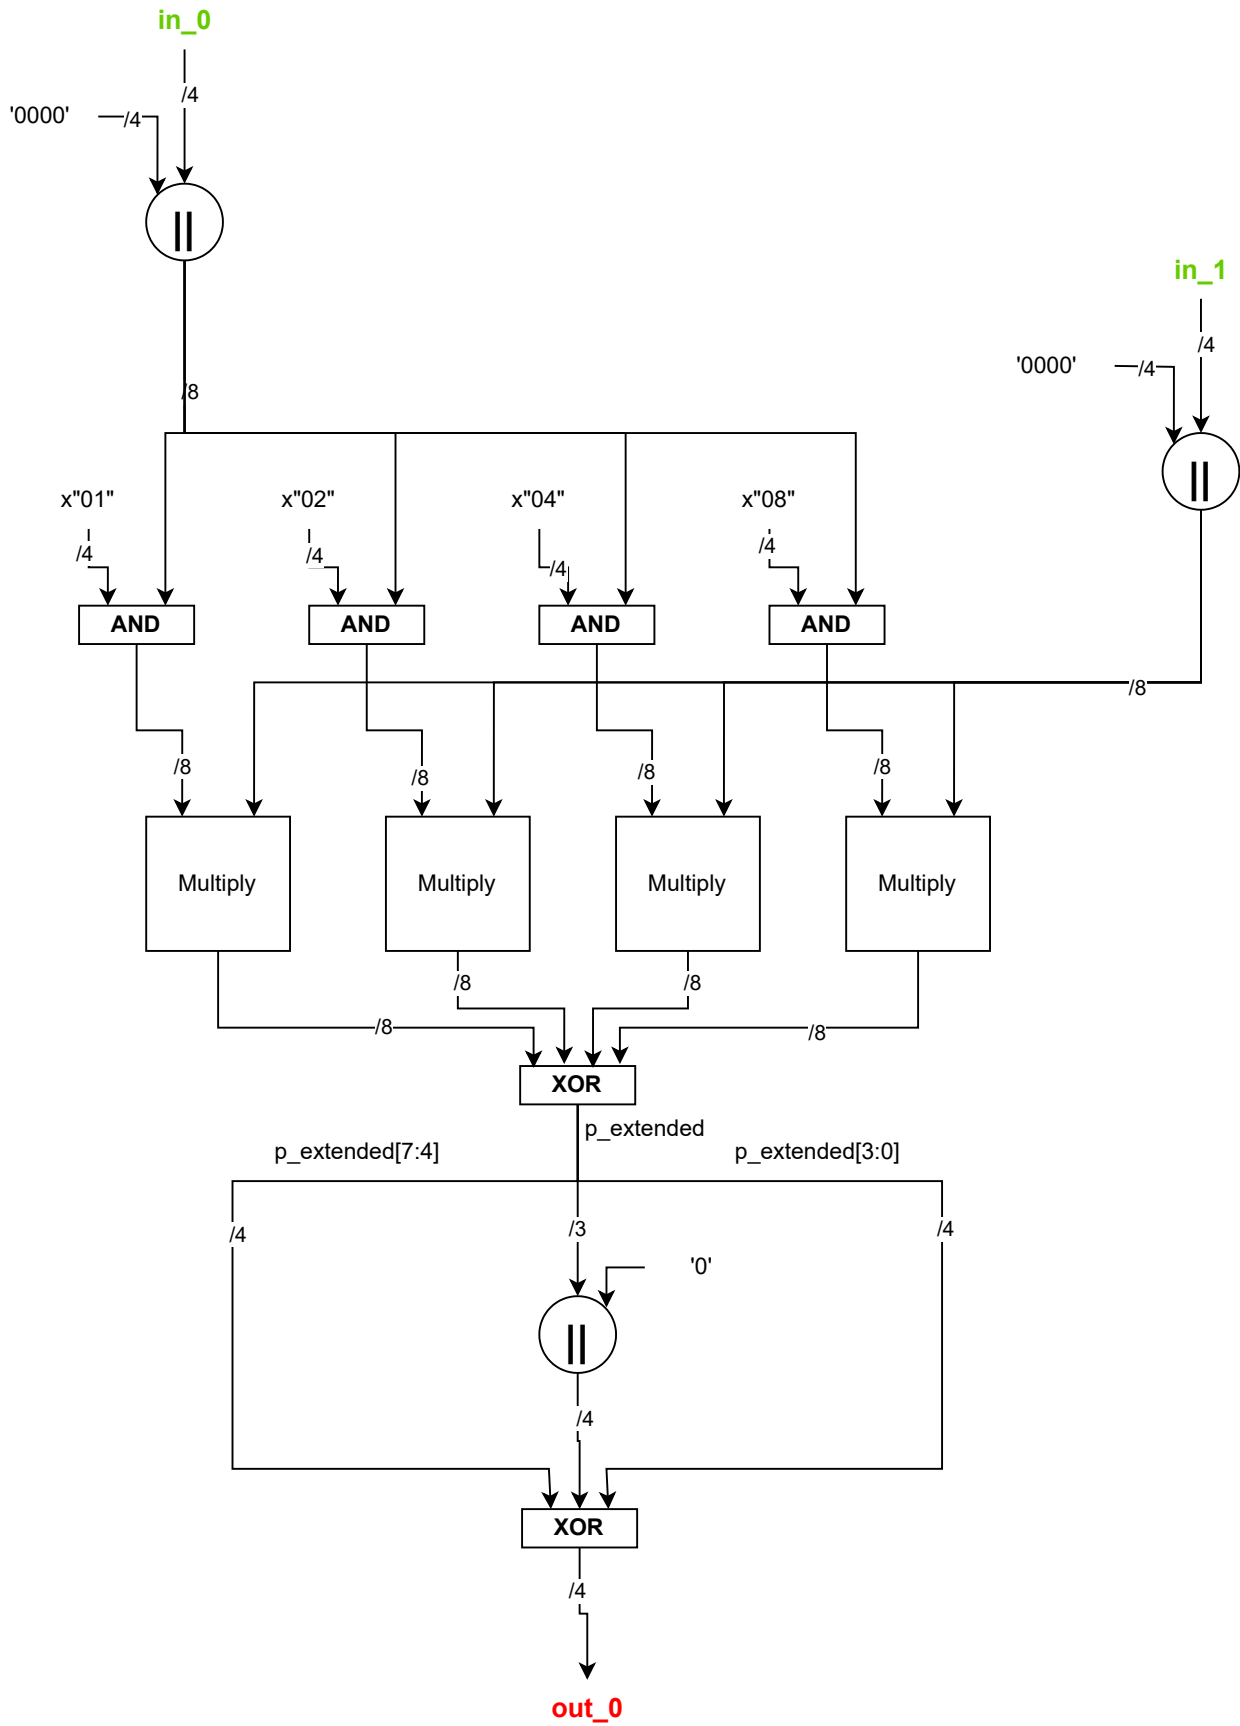 in_0
/4
'0000'
/4
||
in_1
/4
'0000'
/4
/8
||
x"01"
x"02"
x"04"
x"08"
/4
/4
/4
/4
AND
AND
AND
AND
/8
/8
/8
/8
/8
Multiply
Multiply
Multiply
Multiply
/8
/8
/8
/8
XOR
p_extended
p_extended[7:4]
p_extended[3:0]
/4
/3
/4
'0'
||
/4
XOR
/4
out_0